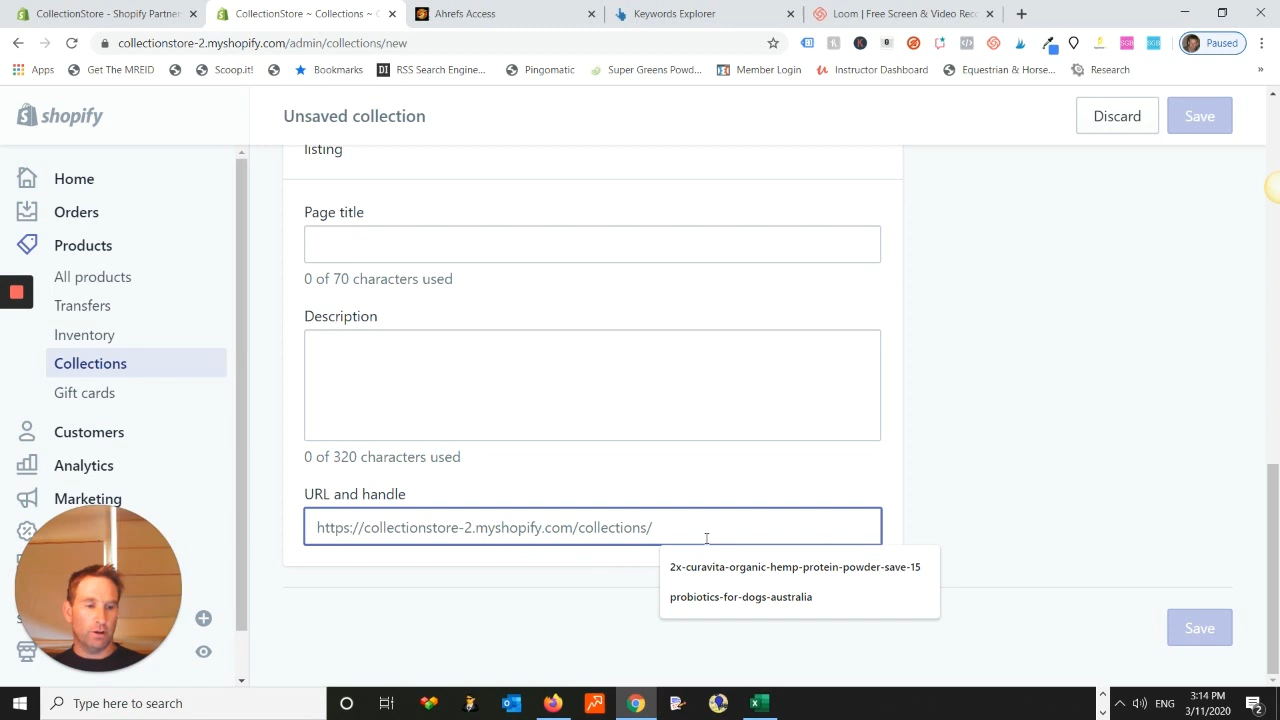 CollectionStore - Shopify Partner
CollectionStore ~ Collections ~ C
Ahrefs Access
Keywords Explorer
Loom | Free Screen & Video Rec
collectionstore-2.myshopify.com/admin/collections/new
Paused
Apps
Get The MREID
Scoop.it!
Bookmarks
RSS Search Engine...
Pingomatic
Super Greens Powd...
Member Login
Instructor Dashboard
Equestrian & Horse...
Research
»
shopify
Unsaved collection
Discard
Save
listing
Home
Orders
Products
All products
Transfers
Inventory
Collections
Gift cards
Customers
Analytics
Marketing
Page title
0 of 70 characters used
Description
0 of 320 characters used
URL and handle
https://collectionstore-2.myshopify.com/collections/
2x-curavita-organic-hemp-protein-powder-save-15
probiotics-for-dogs-australia
Save
Type here to search
ENG
3:14 PM
3/11/2020
2